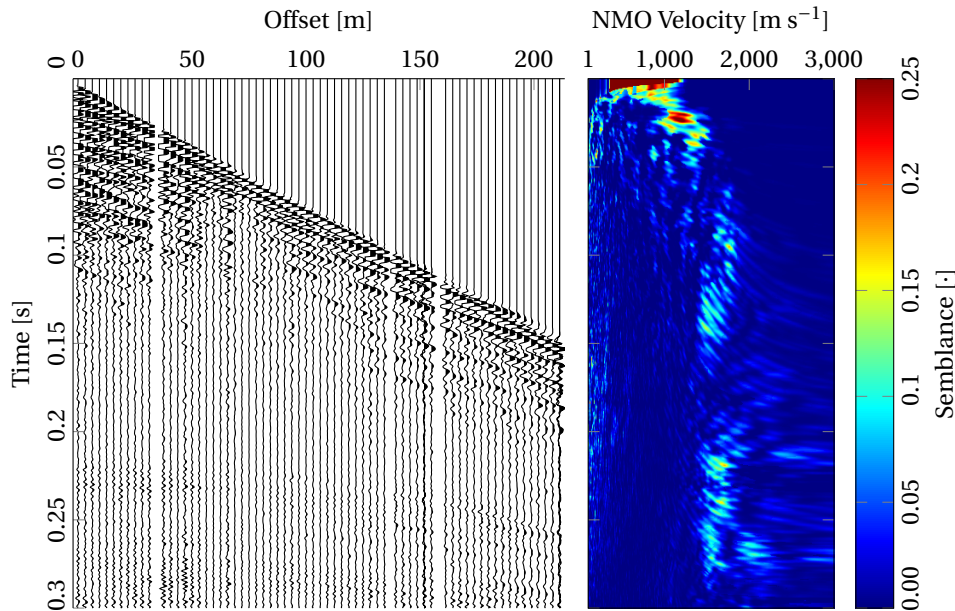 Offset [m]
0 50 100 150 200
Time [s]
0
0.05
0.1
0.15
0.2
0.25
0.3
NMO Velocity [m s⁻¹]
1 1,000 2,000 3,000
Semblance [·]
0.25
0.2
0.15
0.1
0.05
0.00